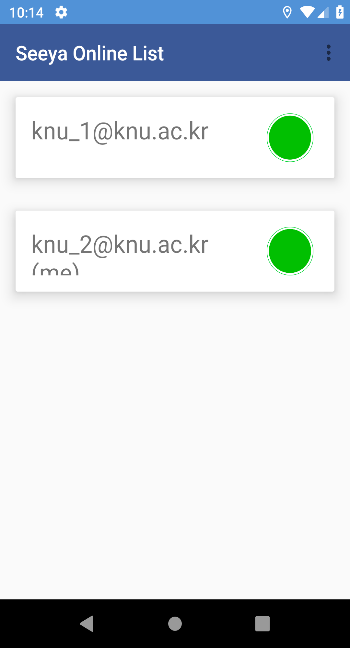 10:14
Seeya Online List
knu_1@knu.ac.kr
knu_2@knu.ac.kr
(me)